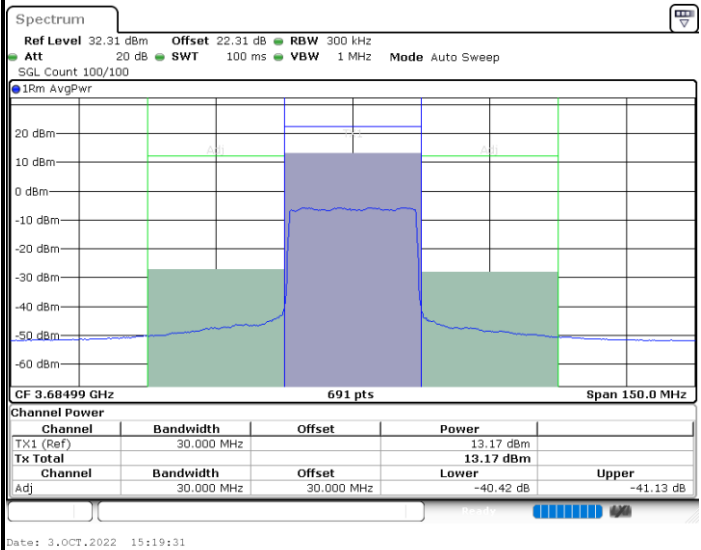 Spectrum
Ref Level 32.31 dBm Offset 22.31 dB RBW 300 kHz
Att 20 dB SWT 100 ms VBW 1 MHz Mode Auto Sweep
SGL Count 100/100
1Rm AvgPwr
TX1
20 dBm
Adj Adj
10 dBm
0 dBm
-10 dBm
-20 dBm
-30 dBm
-40 dBm
-50 dBm
-60 dBm
CF 3.68499 GHz 691 pts Span 150.0 MHz
Channel Power
Channel Bandwidth Offset Power
TX1 (Ref) 30.000 MHz 13.17 dBm
Tx Total 13.17 dBm
Channel Bandwidth Offset Lower Upper
Adj 30.000 MHz 30.000 MHz -40.42 dB -41.13 dB
Ready
Date: 3.OCT.2022 15:19:31